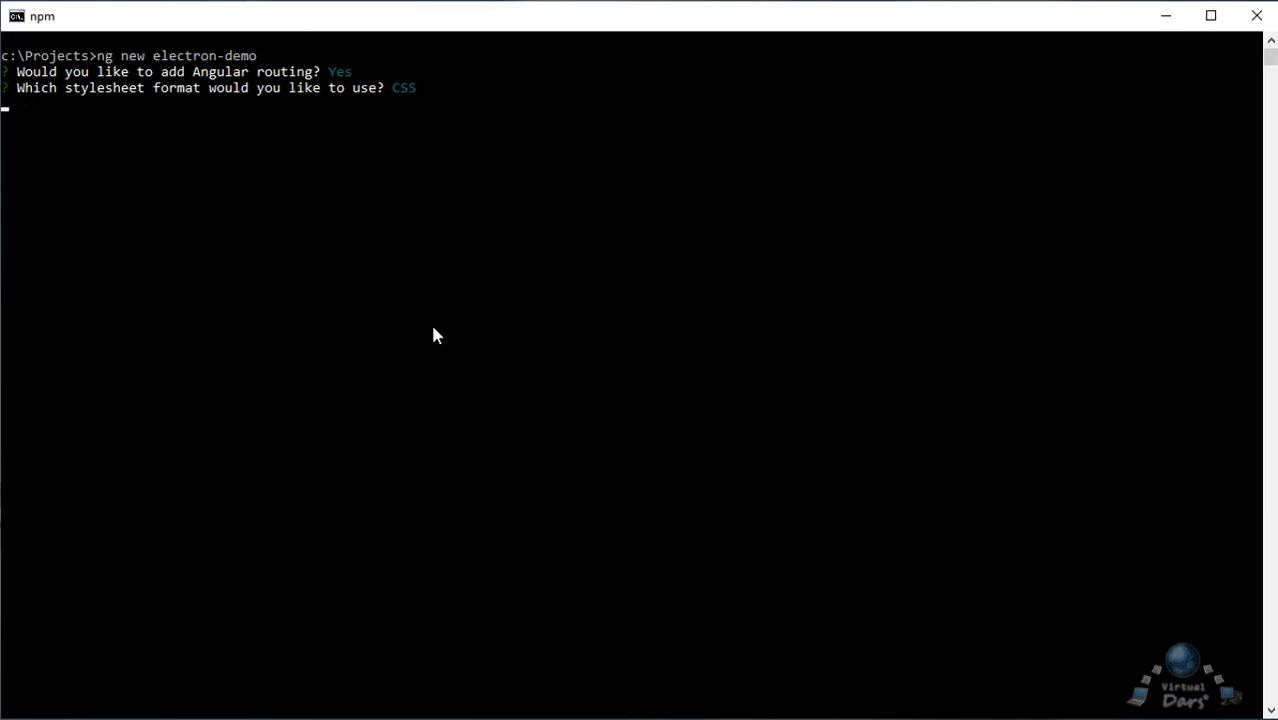 npm
c:\Projects>ng new electron-demo
? Would you like to add Angular routing? Yes
? Which stylesheet format would you like to use? CSS
Virtual
Dars®